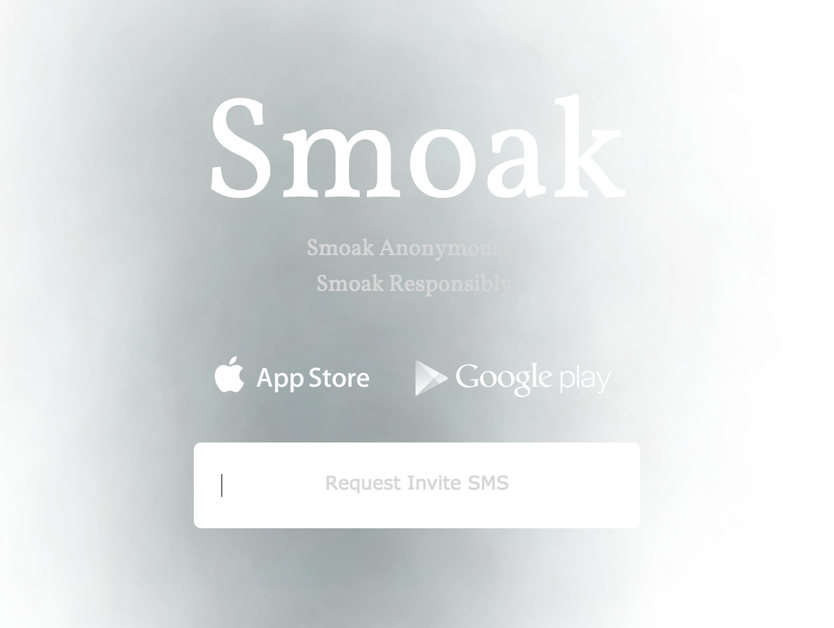 Smoak
Smoak Anonymous
Smoak Responsibly
App Store
Google play
Request Invite SMS